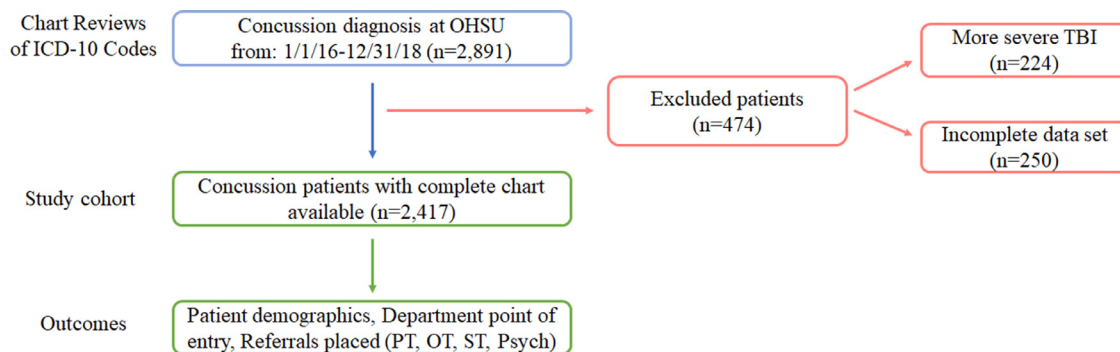 Chart Reviews
of ICD-10 Codes
Concussion diagnosis at OHSU
from: 1/1/16-12/31/18 (n=2,891)
More severe TBI
(n=224)
Excluded patients
(n=474)
Incomplete data set
(n=250)
Study cohort
Concussion patients with complete chart
available (n=2,417)
Outcomes
Patient demographics, Department point of
entry, Referrals placed (PT, OT, ST, Psych)